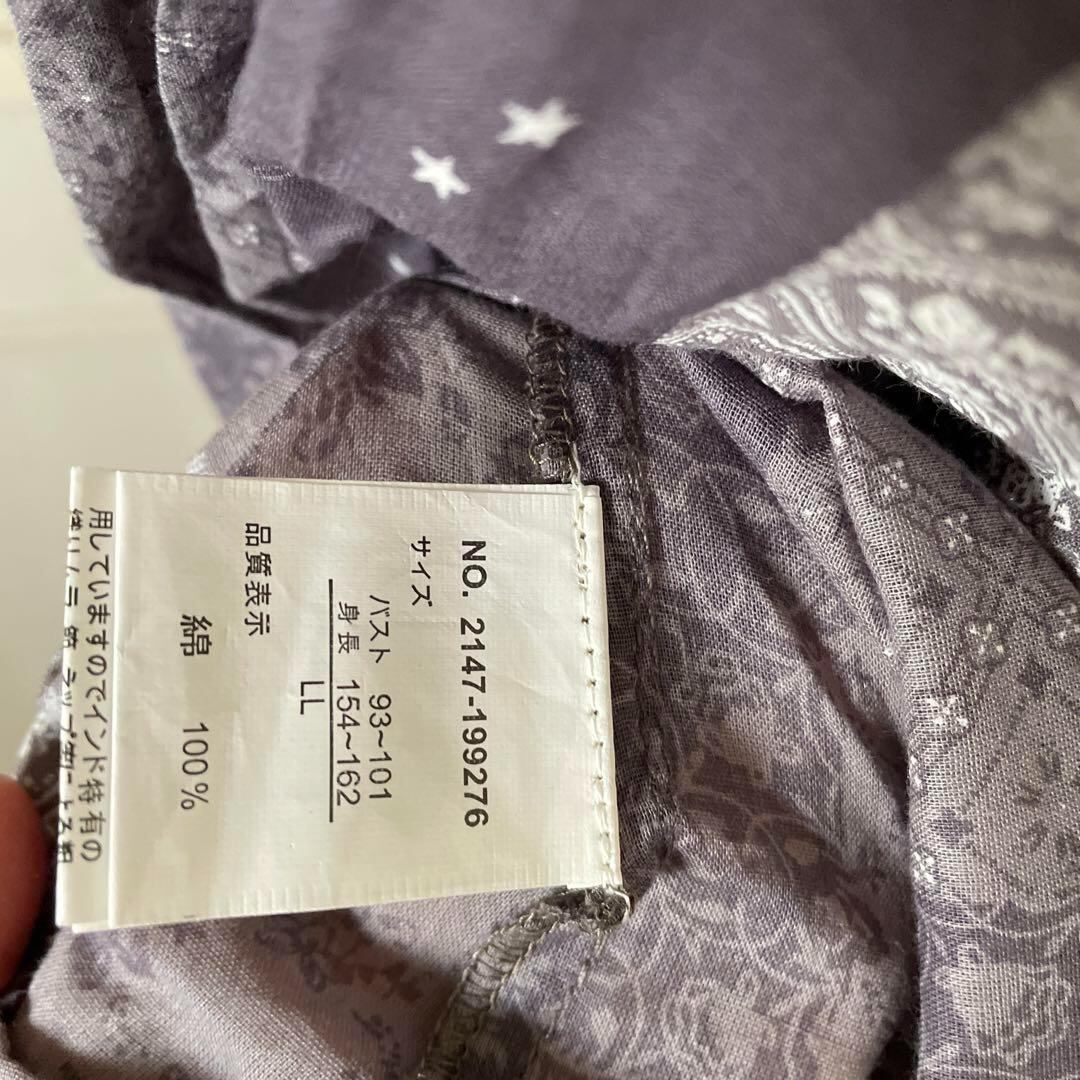 NO. 2147-199276
サイズ
バスト 93~101
身長 154~162
LL
品質表示
綿 100%
用していますのでインド特有の